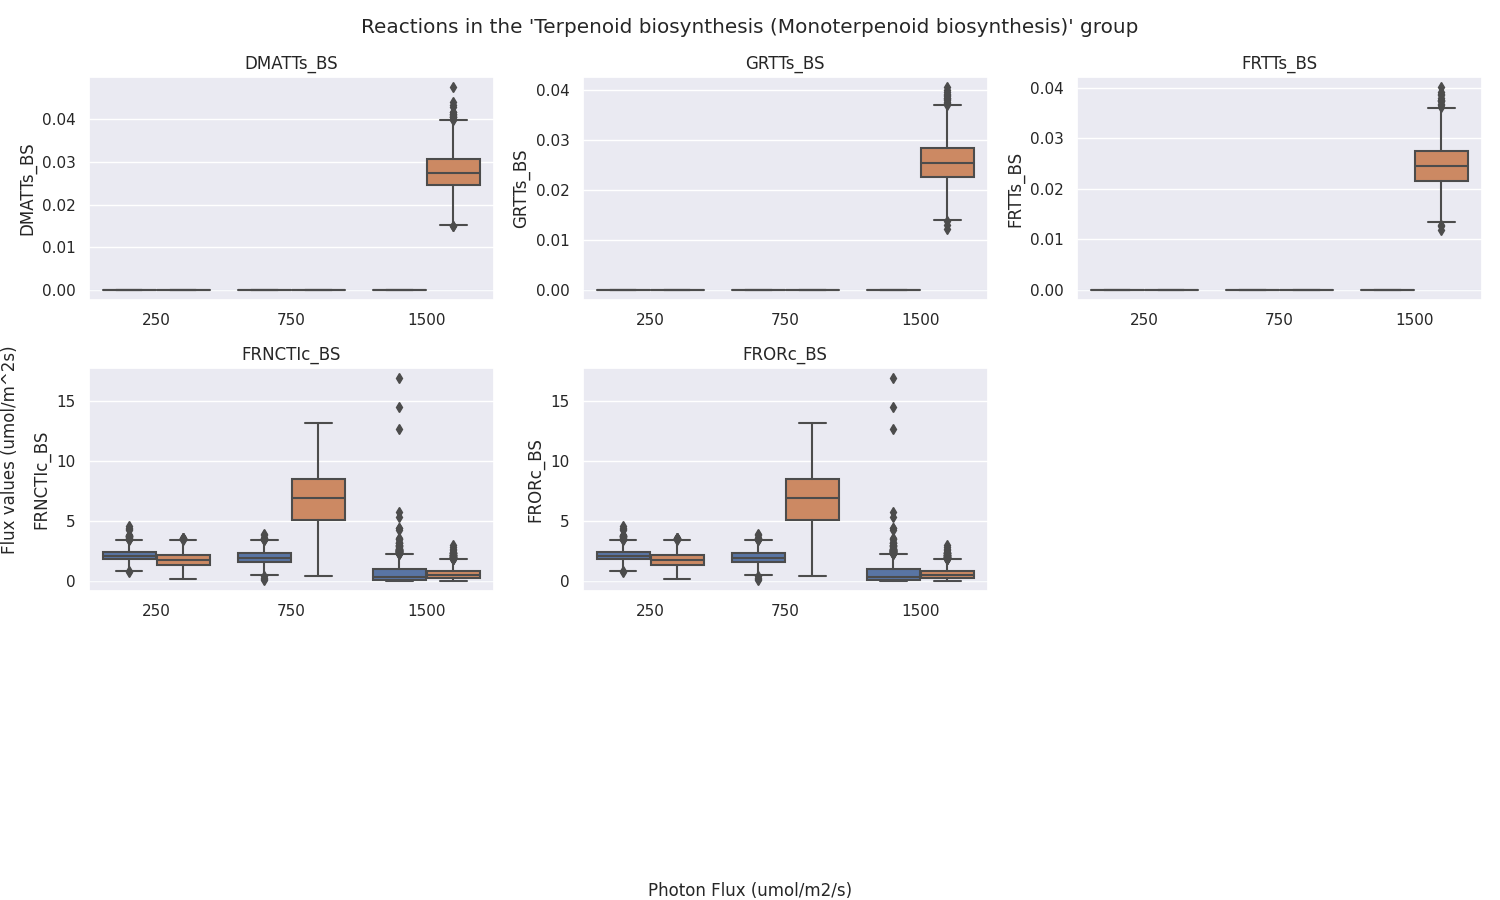 Reactions in the 'Terpenoid biosynthesis (Monoterpenoid biosynthesis)' group
DMATTs_BS
GRTTs_BS
FRTTs_BS
DMATTs_BS
0.04
0.03
0.02
0.01
0.00
250
750
1500
GRTTs_BS
0.04
0.03
0.02
0.01
0.00
250
750
1500
FRTTs_BS
0.04
0.03
0.02
0.01
0.00
250
750
1500
Flux values (umol/m^2s)
FRNCTIc_BS
FRNCTIc_BS
15
10
5
0
250
750
1500
FRORc_BS
FRORc_BS
15
10
5
0
250
750
1500
Photon Flux (umol/m2/s)